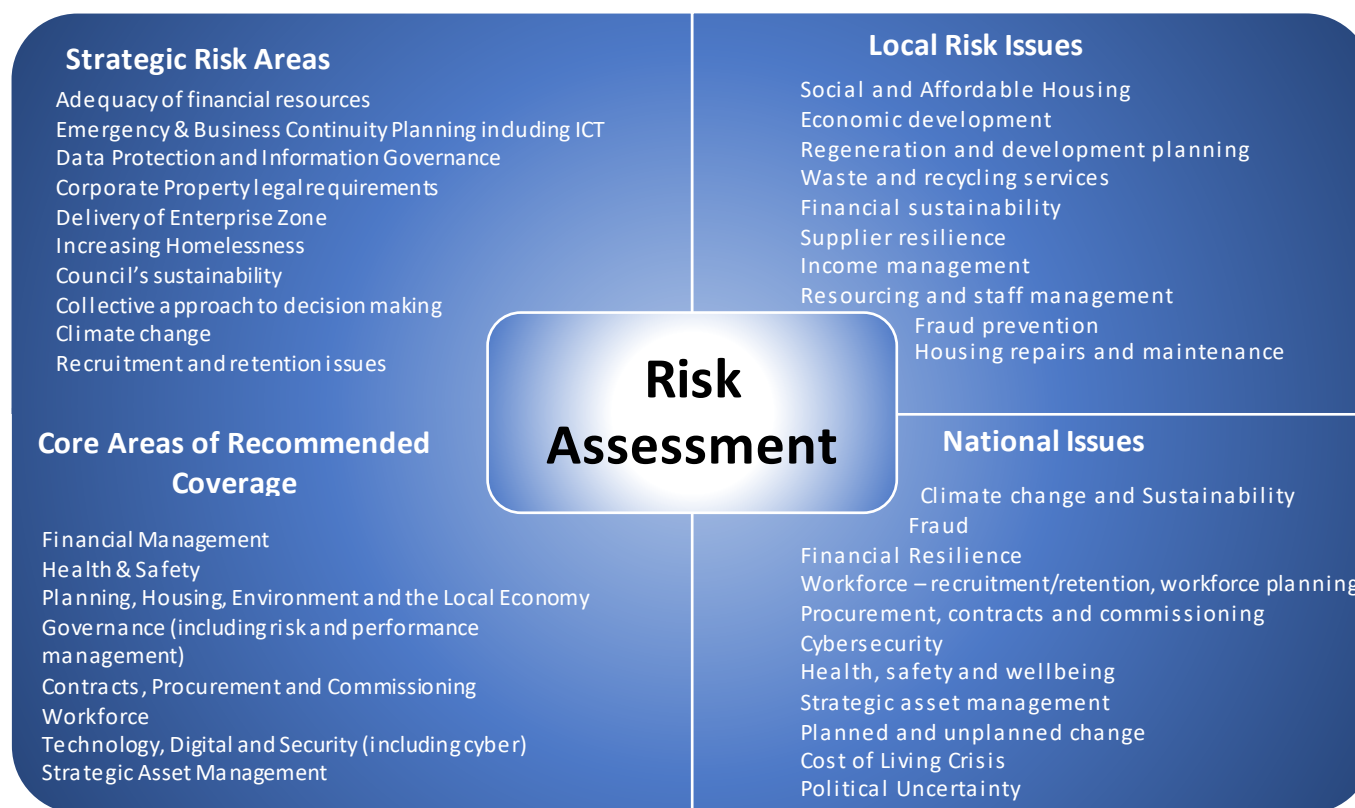 Strategic Risk Areas
Adequacy of financial resources
Emergency & Business Continuity Planning including ICT
Data Protection and Information Governance
Corporate Property legal requirements
Delivery of Enterprise Zone
Increasing Homelessness
Council's sustainability
Collective approach to decision making
Climate change
Recruitment and retention issues
Local Risk Issues
Social and Affordable Housing
Economic development
Regeneration and development planning
Waste and recycling services
Financial sustainability
Supplier resilience
Income management
Resourcing and staff management
Fraud prevention
Housing repairs and maintenance
Risk
Assessment
Core Areas of Recommended
Coverage
Financial Management
Health & Safety
Planning, Housing, Environment and the Local Economy
Governance (including risk and performance
management)
Contracts, Procurement and Commissioning
Workforce
Technology, Digital and Security (including cyber)
Strategic Asset Management
National Issues
Climate change and Sustainability
Fraud
Financial Resilience
Workforce – recruitment/retention, workforce planning
Procurement, contracts and commissioning
Cybersecurity
Health, safety and wellbeing
Strategic asset management
Planned and unplanned change
Cost of Living Crisis
Political Uncertainty